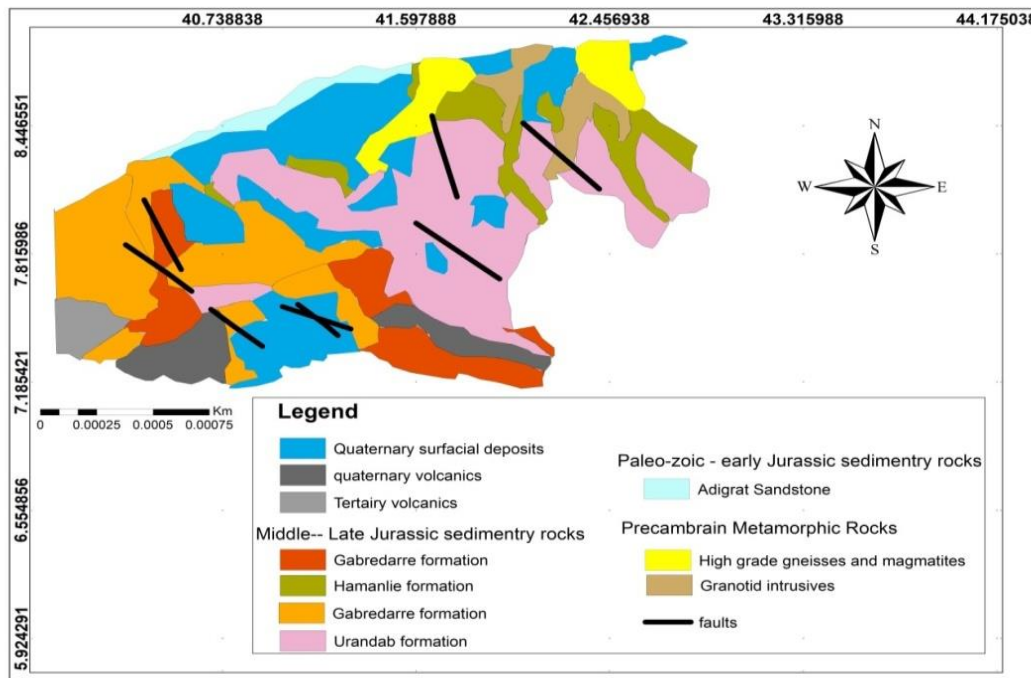 40.738838 41.597888 42.456938 43.315988 44.175038
8.446551
7.815986
7.185421
6.554856
5.924291
N
W E
S
Km
0 0.00025 0.0005 0.00075
Legend
Quaternary surfacial deposits
quaternary volcanics
Tertairy volcanics
Middle-- Late Jurassic sedimentry rocks
Gabredarre formation
Hamanlie formation
Gabredarre formation
Urandab formation
Paleo-zoic - early Jurassic sedimentry rocks
Adigrat Sandstone
Precambrain Metamorphic Rocks
High grade gneisses and magmatites
Granotid intrusives
faults